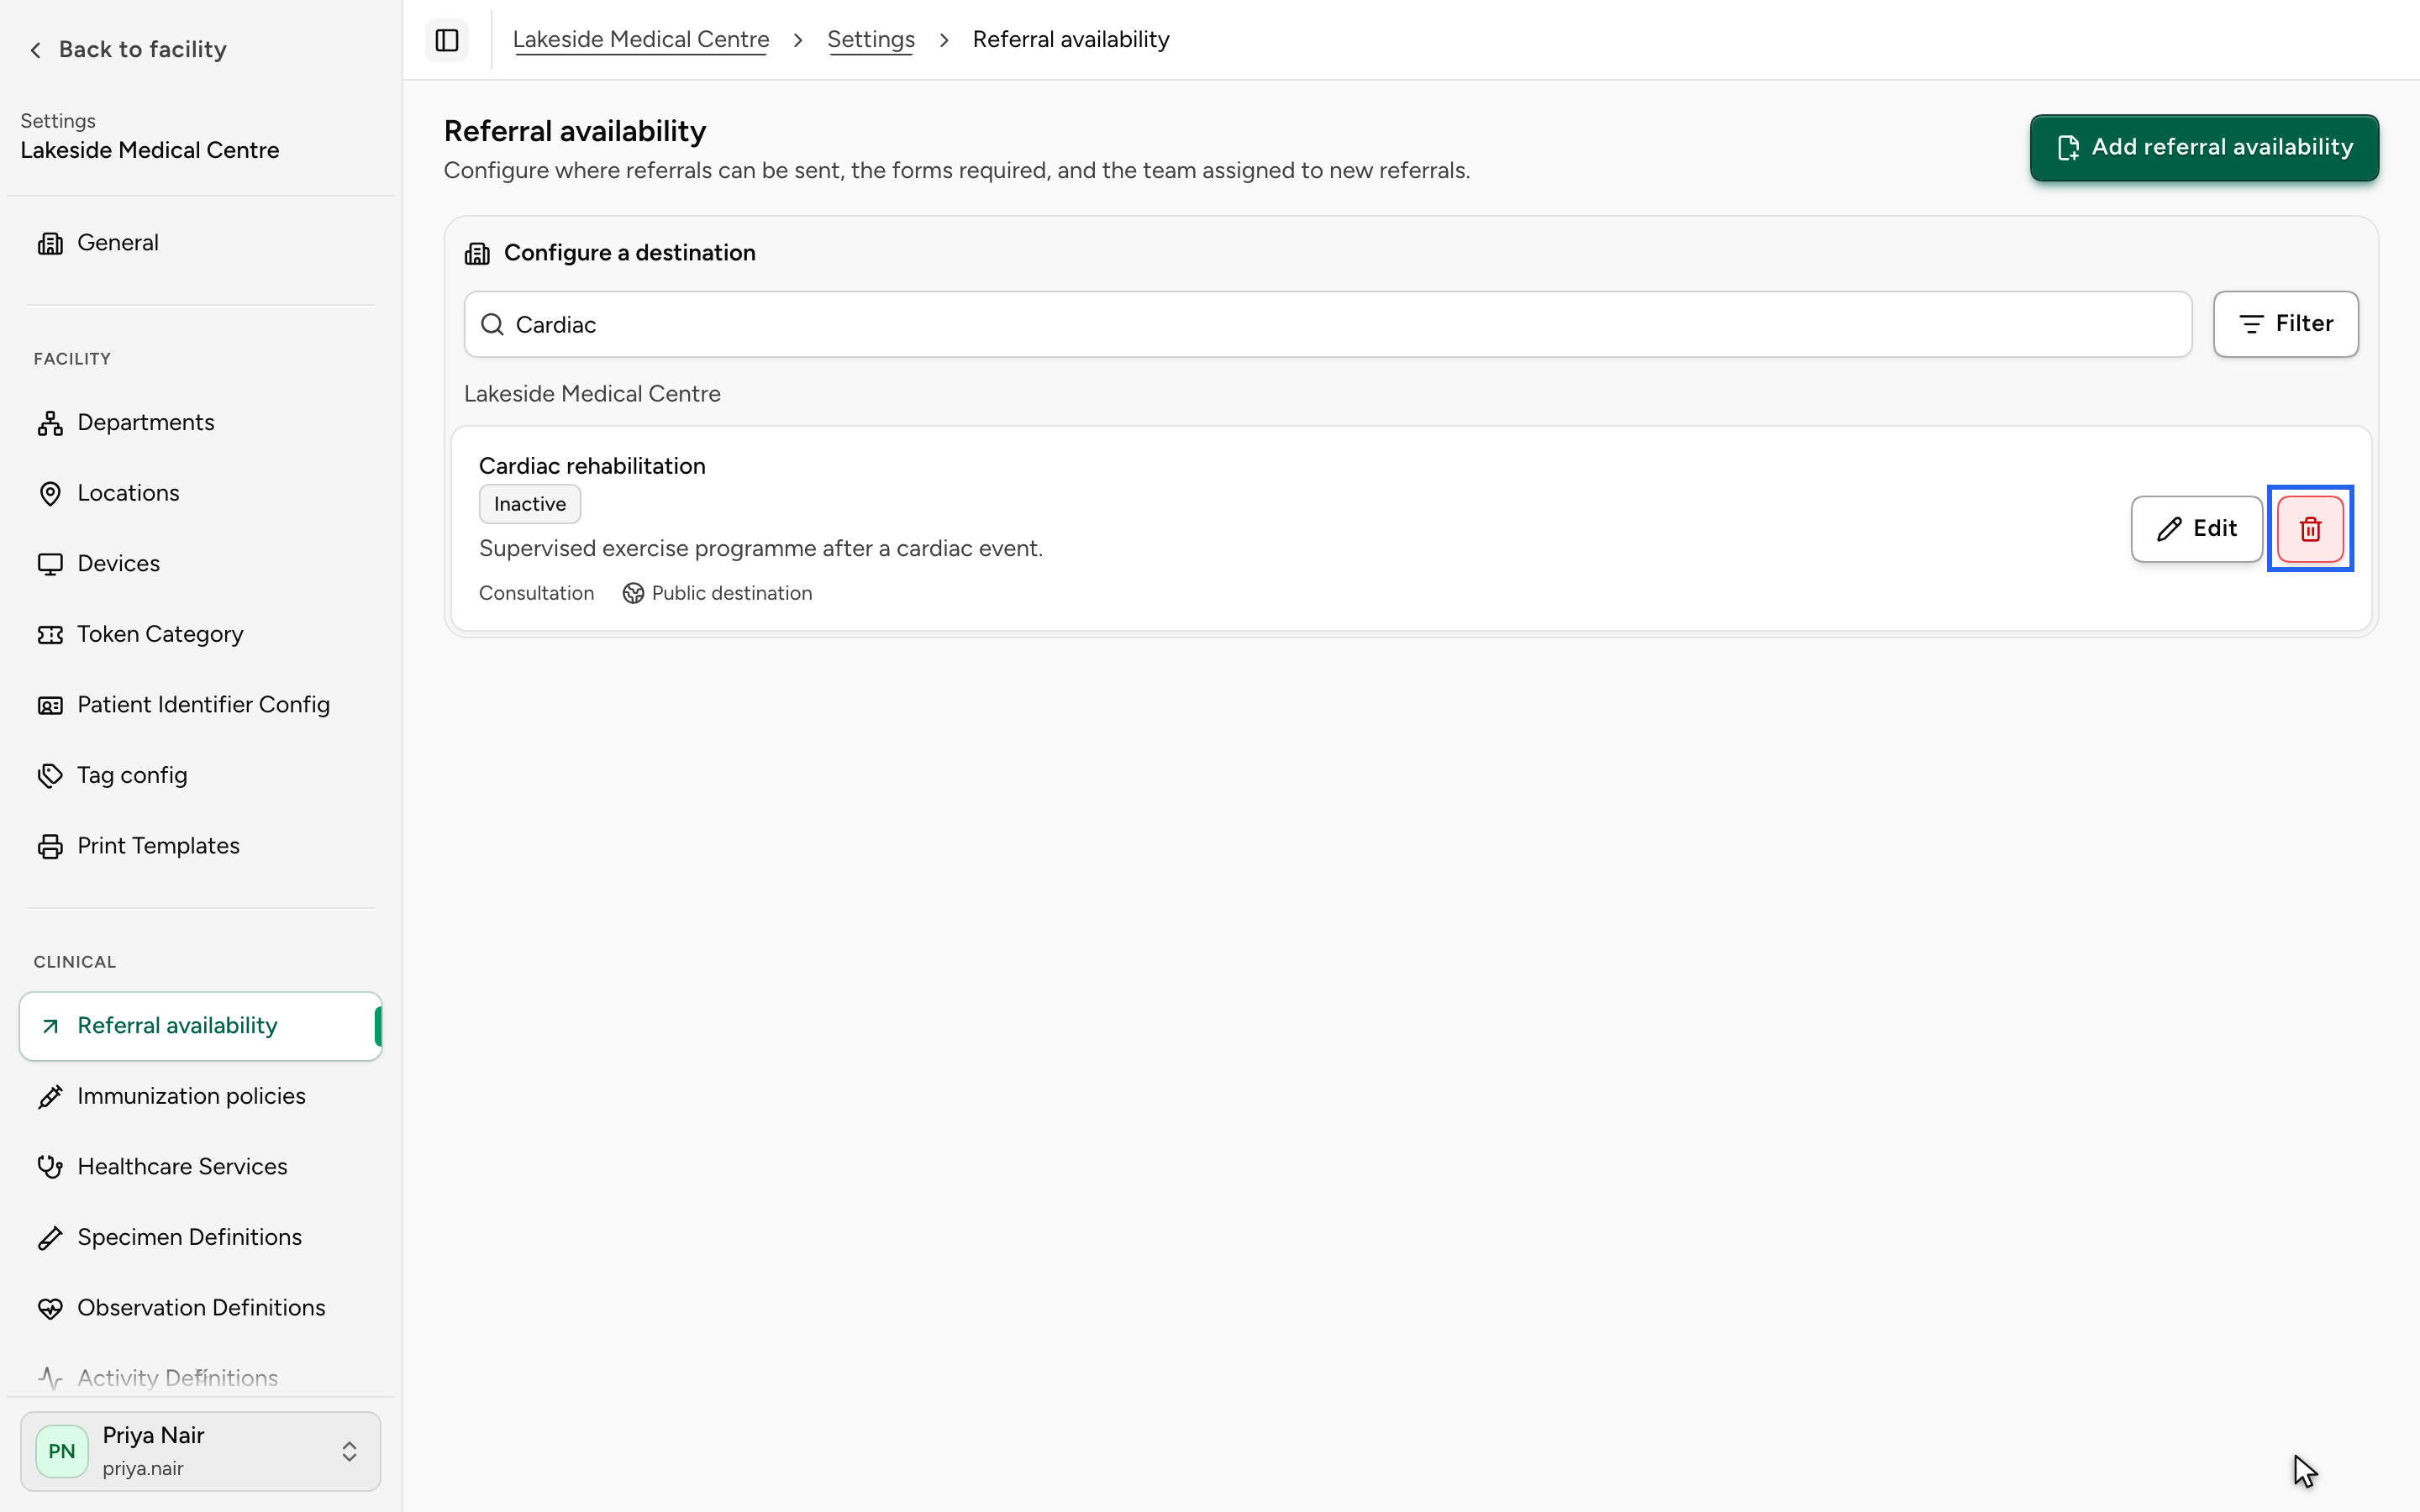 Back to facility
Settings
Lakeside Medical Centre
General
FACILITY
Departments
Locations
Devices
Token Category
Patient Identifier Config
Tag config
Print Templates
CLINICAL
Referral availability
Immunization policies
Healthcare Services
Specimen Definitions
Observation Definitions
Activity Definitions
PN
Priya Nair
priya.nair
Lakeside Medical Centre > Settings > Referral availability
Referral availability
Configure where referrals can be sent, the forms required, and the team assigned to new referrals.
Add referral availability
Configure a destination
Cardiac
Filter
Lakeside Medical Centre
Cardiac rehabilitation
Inactive
Supervised exercise programme after a cardiac event.
Consultation Public destination
Edit